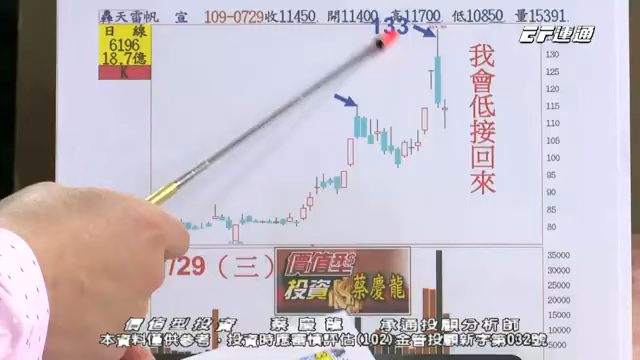 轟天雷帆 宣 109-0729收11450 開11400 高11700 低10850 量15391
日線
6196
18.7億
K
133
CT運通
我會低接回來
130
125
120
115
110
105
100
95
90
85
80
/29（三）
35000
30000
25000
20000
15000
10000
5000
價值型
投資
蔡慶龍
價值型投資 蔡慶龍 承通投顧分析師
本資料僅供參考，投資時應審慎評估(102)金管投顧新字第032號